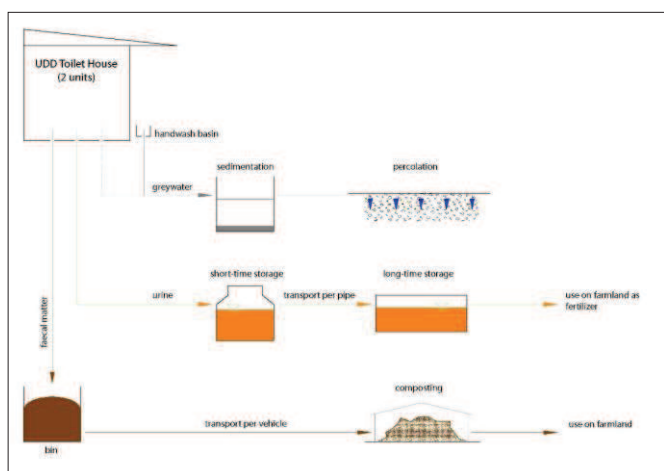 UDD Toilet House
(2 units)
handwash basin
sedimentation
percolation
greywater
short-time storage
long-time storage
urine
transport per pipe
use on farmland as
fertilizer
faecal matter
composting
transport per vehicle
use on farmland
bin